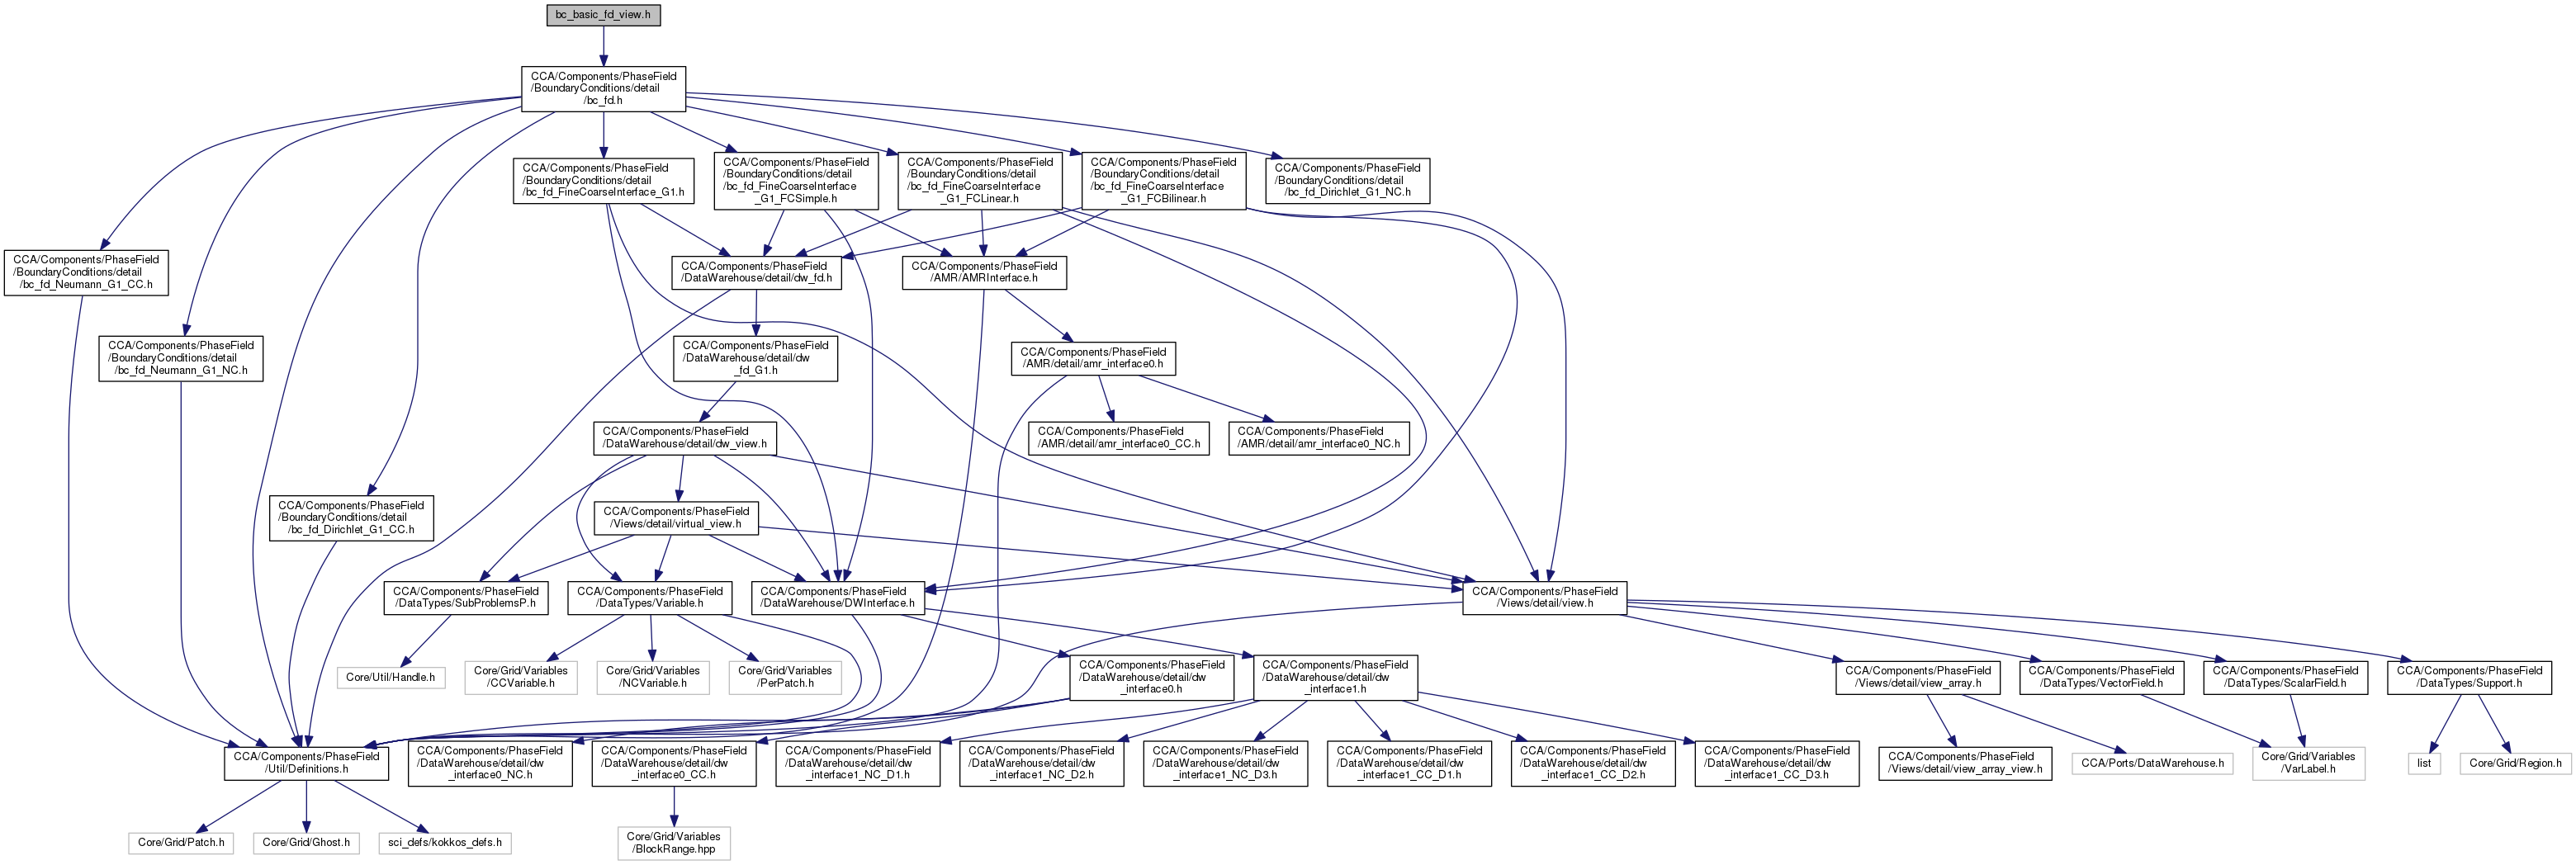 bc_basic_fd_view.h
CCA/Components/PhaseField
/BoundaryConditions/detail
/bc_fd.h
CCA/Components/PhaseField
/BoundaryConditions/detail
/bc_fd_FineCoarseInterface_G1.h
CCA/Components/PhaseField
/BoundaryConditions/detail
/bc_fd_FineCoarseInterface
_G1_FCSimple.h
CCA/Components/PhaseField
/BoundaryConditions/detail
/bc_fd_FineCoarseInterface
_G1_FCLinear.h
CCA/Components/PhaseField
/BoundaryConditions/detail
/bc_fd_FineCoarseInterface
_G1_FCBilinear.h
CCA/Components/PhaseField
/BoundaryConditions/detail
/bc_fd_Dirichlet_G1_NC.h
CCA/Components/PhaseField
/BoundaryConditions/detail
/bc_fd_Neumann_G1_CC.h
CCA/Components/PhaseField
/DataWarehouse/detail/dw_fd.h
CCA/Components/PhaseField
/AMR/AMRInterface.h
CCA/Components/PhaseField
/BoundaryConditions/detail
/bc_fd_Neumann_G1_NC.h
CCA/Components/PhaseField
/DataWarehouse/detail/dw
_fd_G1.h
CCA/Components/PhaseField
/AMR/detail/amr_interface0.h
CCA/Components/PhaseField
/DataWarehouse/detail/dw_view.h
CCA/Components/PhaseField
/AMR/detail/amr_interface0_CC.h
CCA/Components/PhaseField
/AMR/detail/amr_interface0_NC.h
CCA/Components/PhaseField
/BoundaryConditions/detail
/bc_fd_Dirichlet_G1_CC.h
CCA/Components/PhaseField
/Views/detail/virtual_view.h
CCA/Components/PhaseField
/DataTypes/SubProblemsP.h
CCA/Components/PhaseField
/DataTypes/Variable.h
CCA/Components/PhaseField
/DataWarehouse/DWInterface.h
CCA/Components/PhaseField
/Views/detail/view.h
Core/Util/Handle.h
Core/Grid/Variables
/CCVariable.h
Core/Grid/Variables
/NCVariable.h
Core/Grid/Variables
/PerPatch.h
CCA/Components/PhaseField
/DataWarehouse/detail/dw
_interface0.h
CCA/Components/PhaseField
/DataWarehouse/detail/dw
_interface1.h
CCA/Components/PhaseField
/Views/detail/view_array.h
CCA/Components/PhaseField
/DataTypes/VectorField.h
CCA/Components/PhaseField
/DataTypes/ScalarField.h
CCA/Components/PhaseField
/DataTypes/Support.h
CCA/Components/PhaseField
/Util/Definitions.h
CCA/Components/PhaseField
/DataWarehouse/detail/dw
_interface0_NC.h
CCA/Components/PhaseField
/DataWarehouse/detail/dw
_interface0_CC.h
CCA/Components/PhaseField
/DataWarehouse/detail/dw
_interface1_NC_D1.h
CCA/Components/PhaseField
/DataWarehouse/detail/dw
_interface1_NC_D2.h
CCA/Components/PhaseField
/DataWarehouse/detail/dw
_interface1_NC_D3.h
CCA/Components/PhaseField
/DataWarehouse/detail/dw
_interface1_CC_D1.h
CCA/Components/PhaseField
/DataWarehouse/detail/dw
_interface1_CC_D2.h
CCA/Components/PhaseField
/DataWarehouse/detail/dw
_interface1_CC_D3.h
CCA/Components/PhaseField
/Views/detail/view_array_view.h
CCA/Ports/DataWarehouse.h
Core/Grid/Variables
/VarLabel.h
list
Core/Grid/Region.h
Core/Grid/Patch.h
Core/Grid/Ghost.h
sci_defs/kokkos_defs.h
Core/Grid/Variables
/BlockRange.hpp